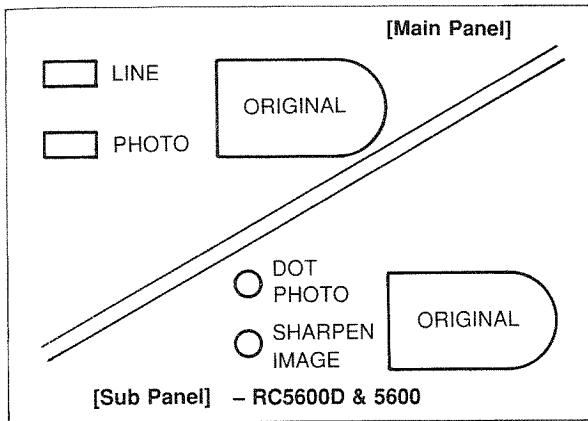 [Main Panel]
LINE
ORIGINAL
PHOTO
DOT
PHOTO
SHARPEN
IMAGE
ORIGINAL
[Sub Panel] – RC5600D & 5600